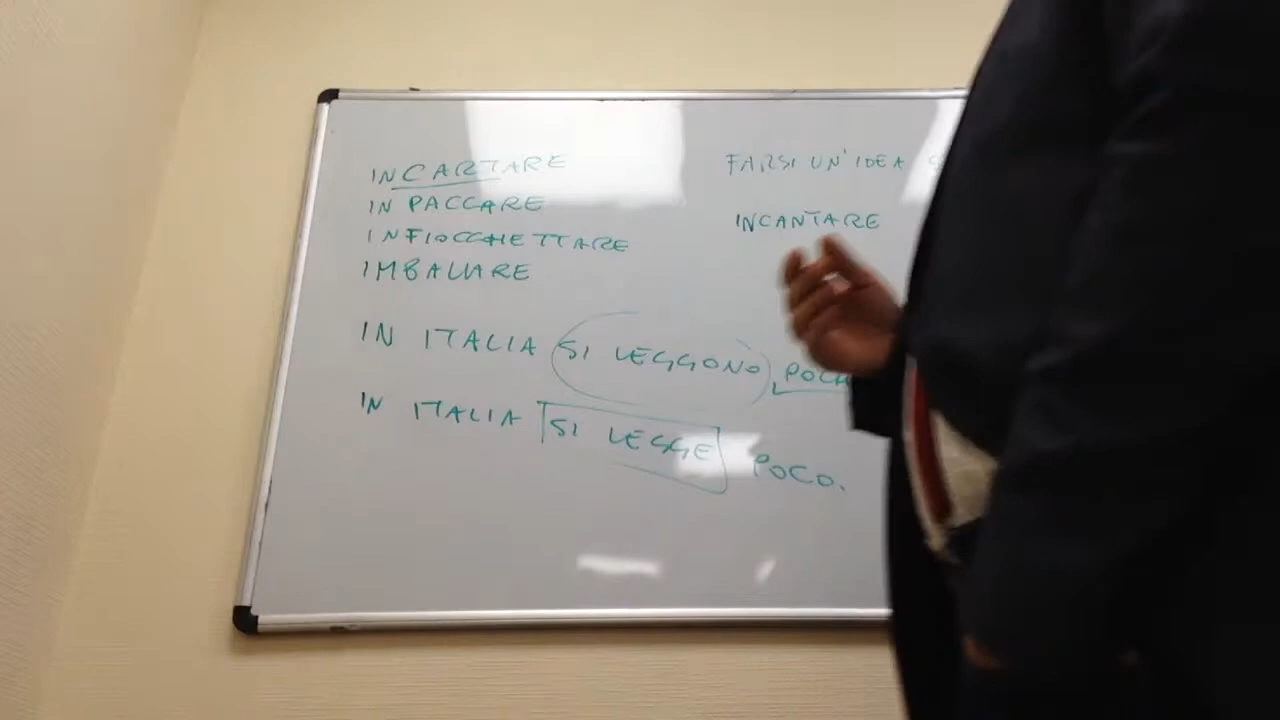 INCARTARE
IN PACCARE
INFIOCCHETTARE
IMBALLARE
FARSI UN'IDEA
INCANTARE
IN ITALIA SI LEGGONO
IN ITALIA SI LEGGE POCO.